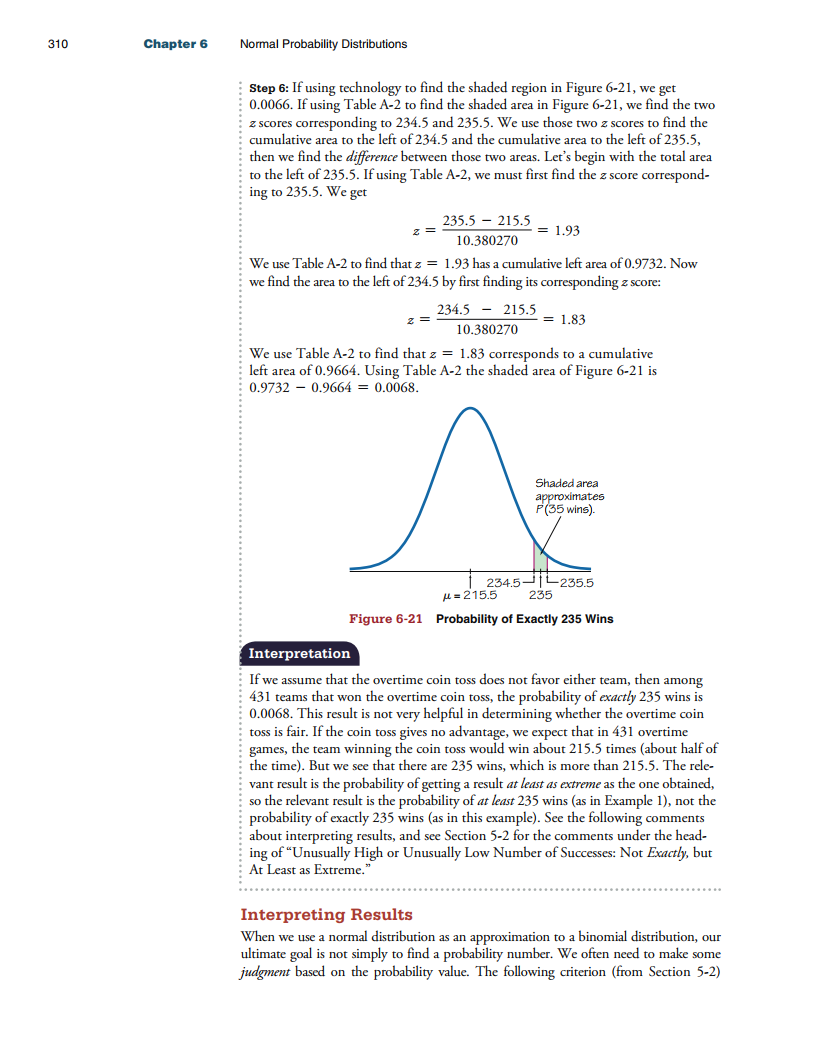 310 Chapter 6 Normal Probability Distributions
Step 6: If using technology to find the shaded region in Figure 6-21, we get
0.0066. If using Table A-2 to find the shaded area in Figure 6-21, we find the two
z scores corresponding to 234.5 and 235.5. We use those two z scores to find the
cumulative area to the left of 234.5 and the cumulative area to the left of 235.5,
then we find the difference between those two areas. Let's begin with the total area
to the left of 235.5. If using Table A-2, we must first find the z score correspond-
ing to 235.5. We get
z = (235.5 − 215.5) / 10.380270 = 1.93
We use Table A-2 to find that z = 1.93 has a cumulative left area of 0.9732. Now
we find the area to the left of 234.5 by first finding its corresponding z score:
z = (234.5 − 215.5) / 10.380270 = 1.83
We use Table A-2 to find that z = 1.83 corresponds to a cumulative
left area of 0.9664. Using Table A-2 the shaded area of Figure 6-21 is
0.9732 − 0.9664 = 0.0068.
Shaded area
approximates
P(35 wins).
234.5 235.5
μ = 215.5 235
Figure 6-21 Probability of Exactly 235 Wins
Interpretation
If we assume that the overtime coin toss does not favor either team, then among
431 teams that won the overtime coin toss, the probability of exactly 235 wins is
0.0068. This result is not very helpful in determining whether the overtime coin
toss is fair. If the coin toss gives no advantage, we expect that in 431 overtime
games, the team winning the coin toss would win about 215.5 times (about half of
the time). But we see that there are 235 wins, which is more than 215.5. The rele-
vant result is the probability of getting a result at least as extreme as the one obtained,
so the relevant result is the probability of at least 235 wins (as in Example 1), not the
probability of exactly 235 wins (as in this example). See the following comments
about interpreting results, and see Section 5-2 for the comments under the head-
ing of "Unusually High or Unusually Low Number of Successes: Not Exactly, but
At Least as Extreme."
Interpreting Results
When we use a normal distribution as an approximation to a binomial distribution, our
ultimate goal is not simply to find a probability number. We often need to make some
judgment based on the probability value. The following criterion (from Section 5-2)